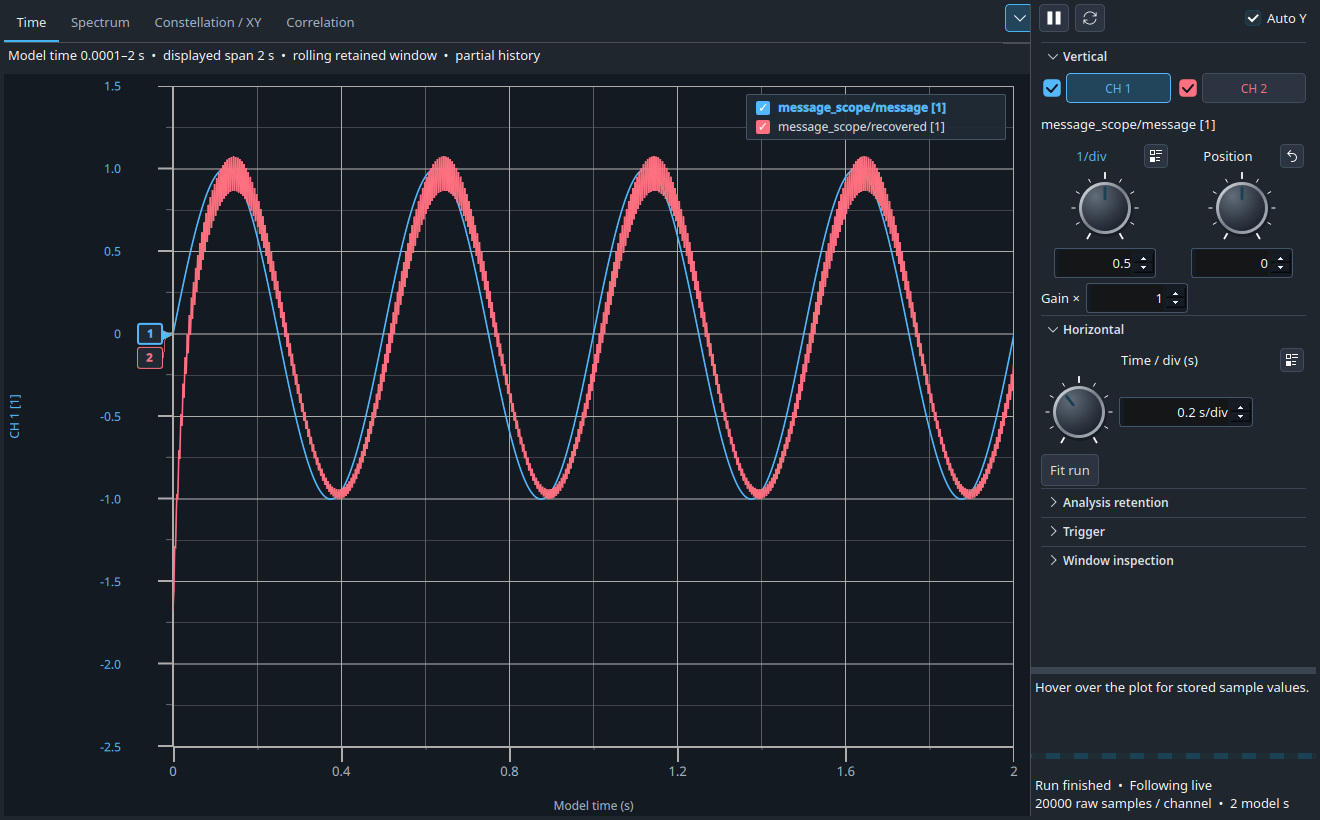 Time Spectrum Constellation / XY Correlation
Auto Y
Model time 0.0001–2 s • displayed span 2 s • rolling retained window • partial history
Vertical
CH 1 CH 2
message_scope/message [1]
1/div Position
0.5 0
Gain × 1
Horizontal
Time / div (s)
0.2 s/div
Fit run
Analysis retention
Trigger
Window inspection
Hover over the plot for stored sample values.
Run finished • Following live
20000 raw samples / channel • 2 model s
message_scope/message [1]
message_scope/recovered [1]
1.5
1.0
0.5
0
-0.5
-1.0
-1.5
-2.0
-2.5
1
2
CH 1 [1]
0 0.4 0.8 1.2 1.6 2
Model time (s)